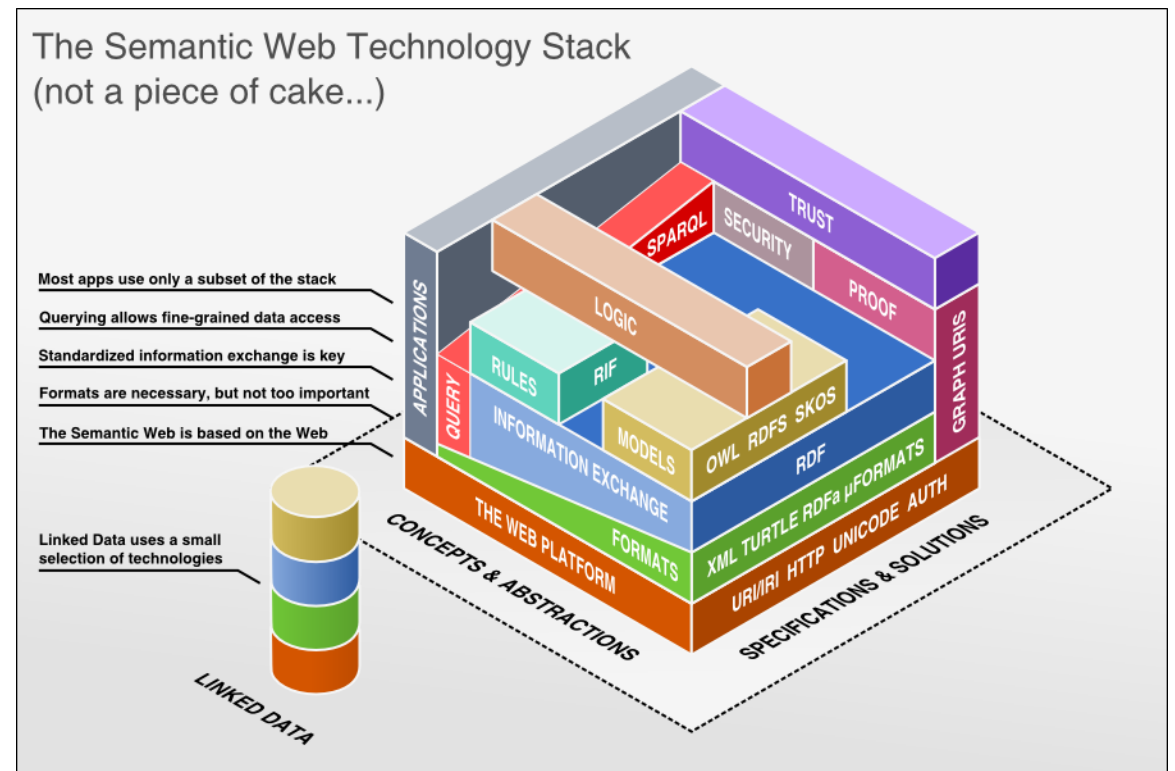 The Semantic Web Technology Stack
(not a piece of cake...)
Most apps use only a subset of the stack
Querying allows fine-grained data access
Standardized information exchange is key
Formats are necessary, but not too important
The Semantic Web is based on the Web
Linked Data uses a small
selection of technologies
LINKED DATA
APPLICATIONS
QUERY
SPARQL
SECURITY
TRUST
PROOF
GRAPH URIS
LOGIC
RULES
RIF
MODELS
OWL RDFS SKOS
INFORMATION EXCHANGE
RDF
FORMATS
XML TURTLE RDFa µFORMATS
THE WEB PLATFORM
URI/IRI HTTP UNICODE AUTH
CONCEPTS & ABSTRACTIONS
SPECIFICATIONS & SOLUTIONS